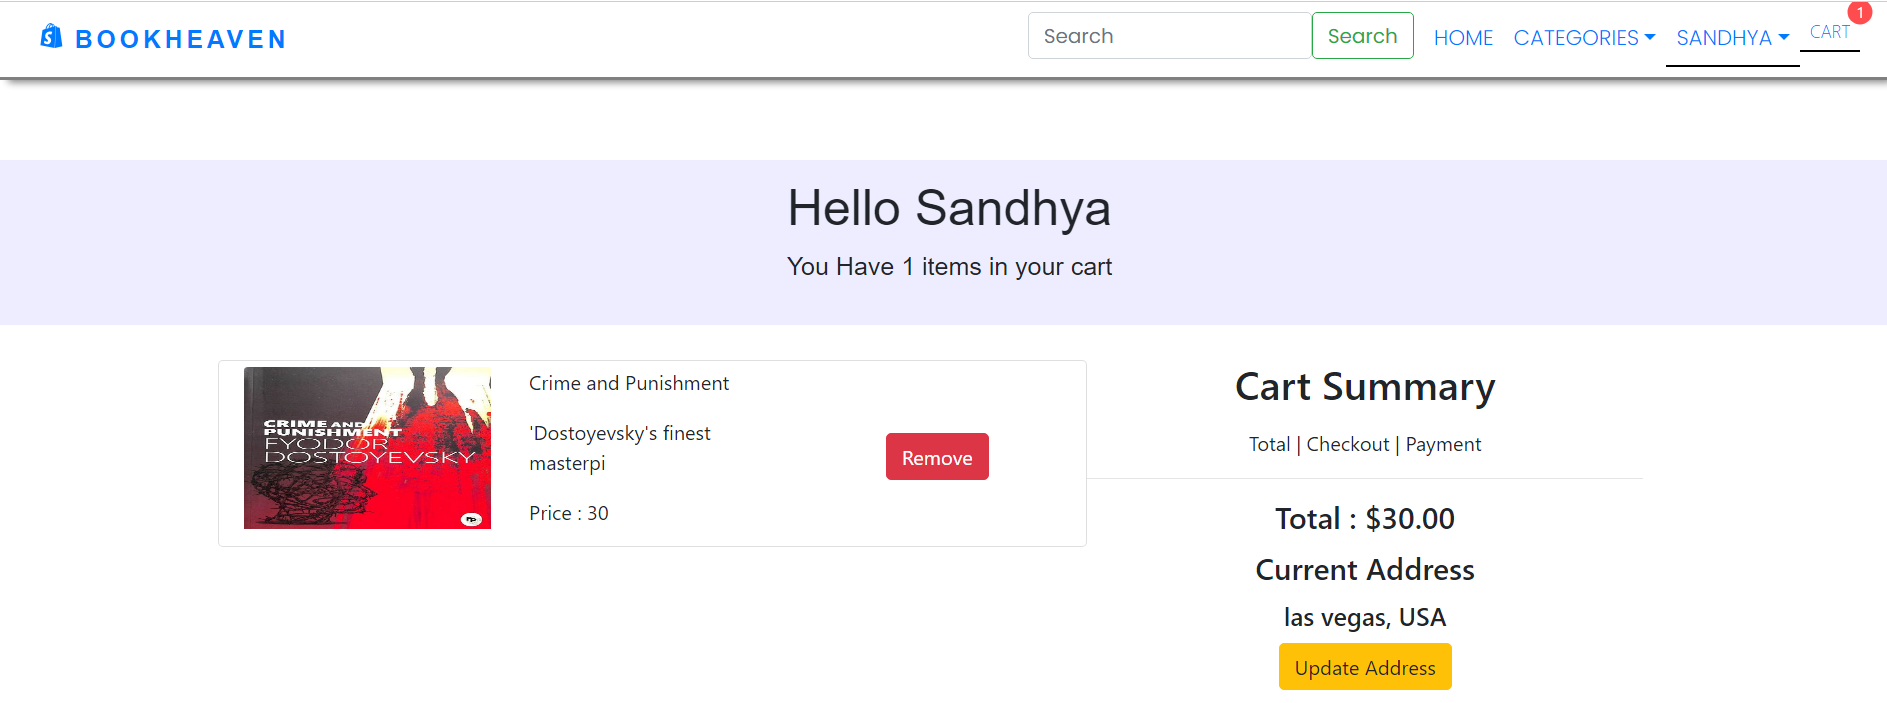 BOOKHEAVEN
Search Search HOME CATEGORIES SANDHYA CART 1
Hello Sandhya
You Have 1 items in your cart
CRIME AND
PUNISHMENT
FYODOR
DOSTOYEVSKY
Crime and Punishment
'Dostoyevsky's finest
masterpi
Price : 30
Remove
Cart Summary
Total | Checkout | Payment
Total : $30.00
Current Address
las vegas, USA
Update Address